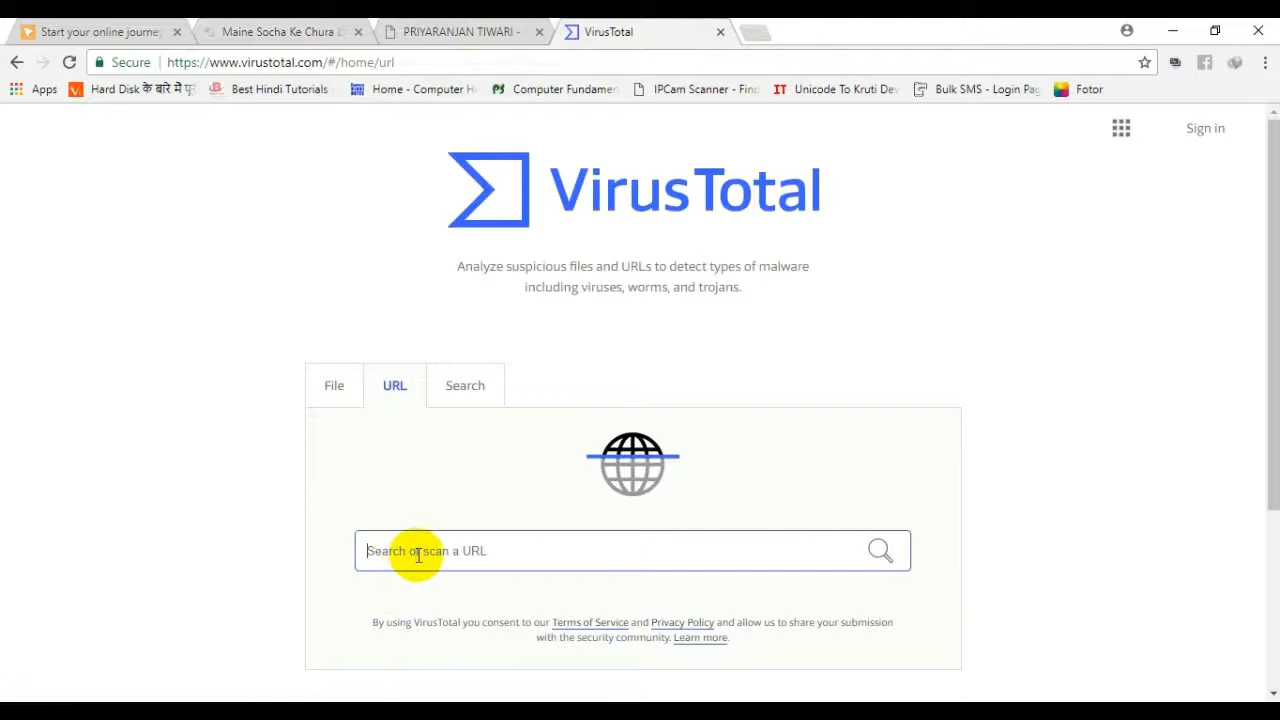 Start your online journe
Maine Socha Ke Chura
PRIYARANJAN TIWARI -
VirusTotal
Secure
https://www.virustotal.com/#/home/url
Apps
Hard Disk के बारे में
Best Hindi Tutorials
Home - Computer H
Computer Fundamen
IPCam Scanner - Find
IT
Unicode To Kruti Dev
Bulk SMS - Login Pag
Fotor
Sign in
VirusTotal
Analyze suspicious files and URLs to detect types of malware
including viruses, worms, and trojans.
File
URL
Search
Search or scan a URL
By using VirusTotal you consent to our Terms of Service and Privacy Policy and allow us to share your submission
with the security community. Learn more.